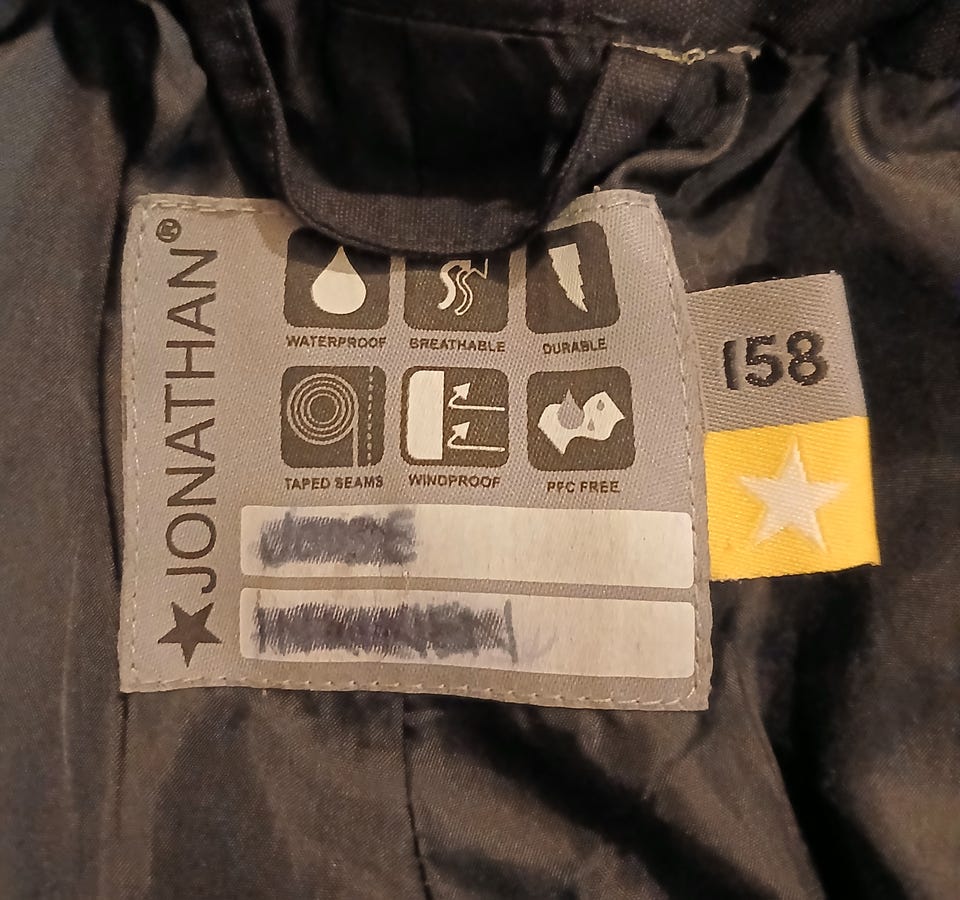 JONATHAN®
WATERPROOF BREATHABLE DURABLE
TAPED SEAMS WINDPROOF PFC FREE
158